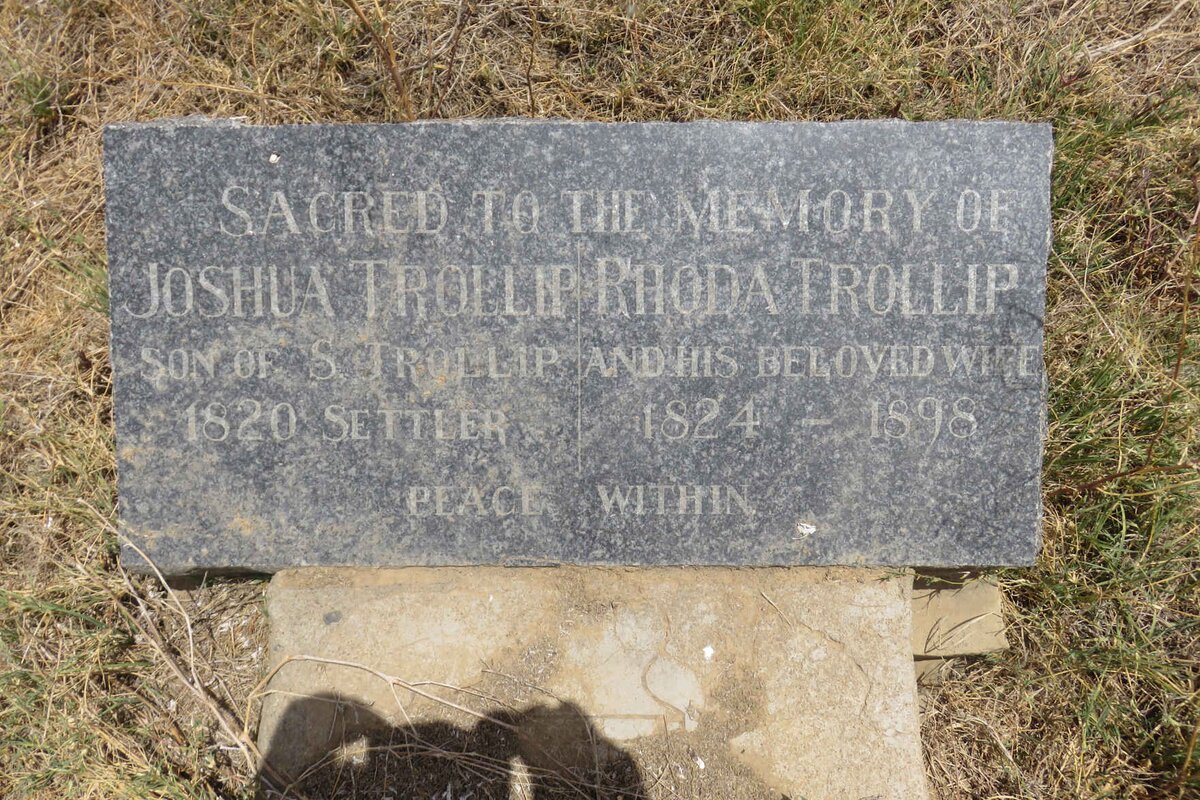 SACRED TO THE MEMORY OF
JOSHUA TROLLIP RHODA TROLLIP
SON OF S. TROLLIP AND HIS BELOVED WIFE
1820 SETTLER 1824 - 1898
PEACE WITHIN